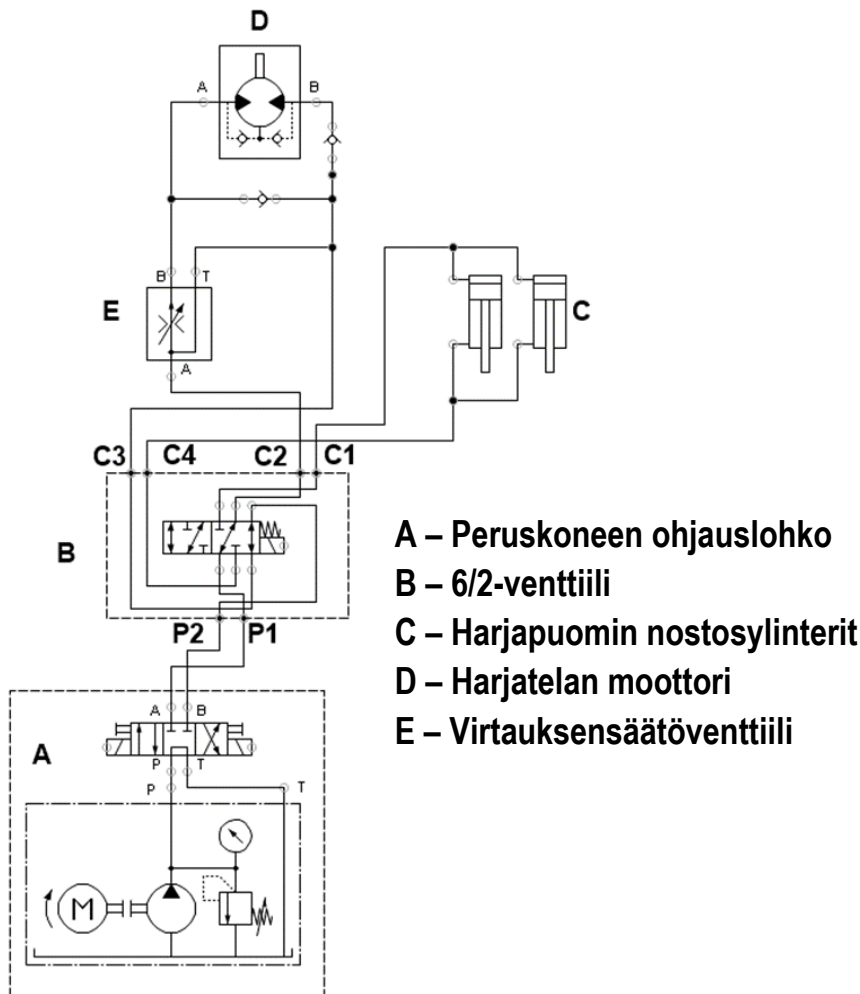 D
A
B
B
T
E
A
C
C3
C4
C2
C1
B
P2
P1
A – Peruskoneen ohjauslohko
B – 6/2-venttiili
C – Harjapuomin nostosylinterit
D – Harjatelan moottori
E – Virtauksensäätöventtiili
A
B
A
P
T
P
T
M